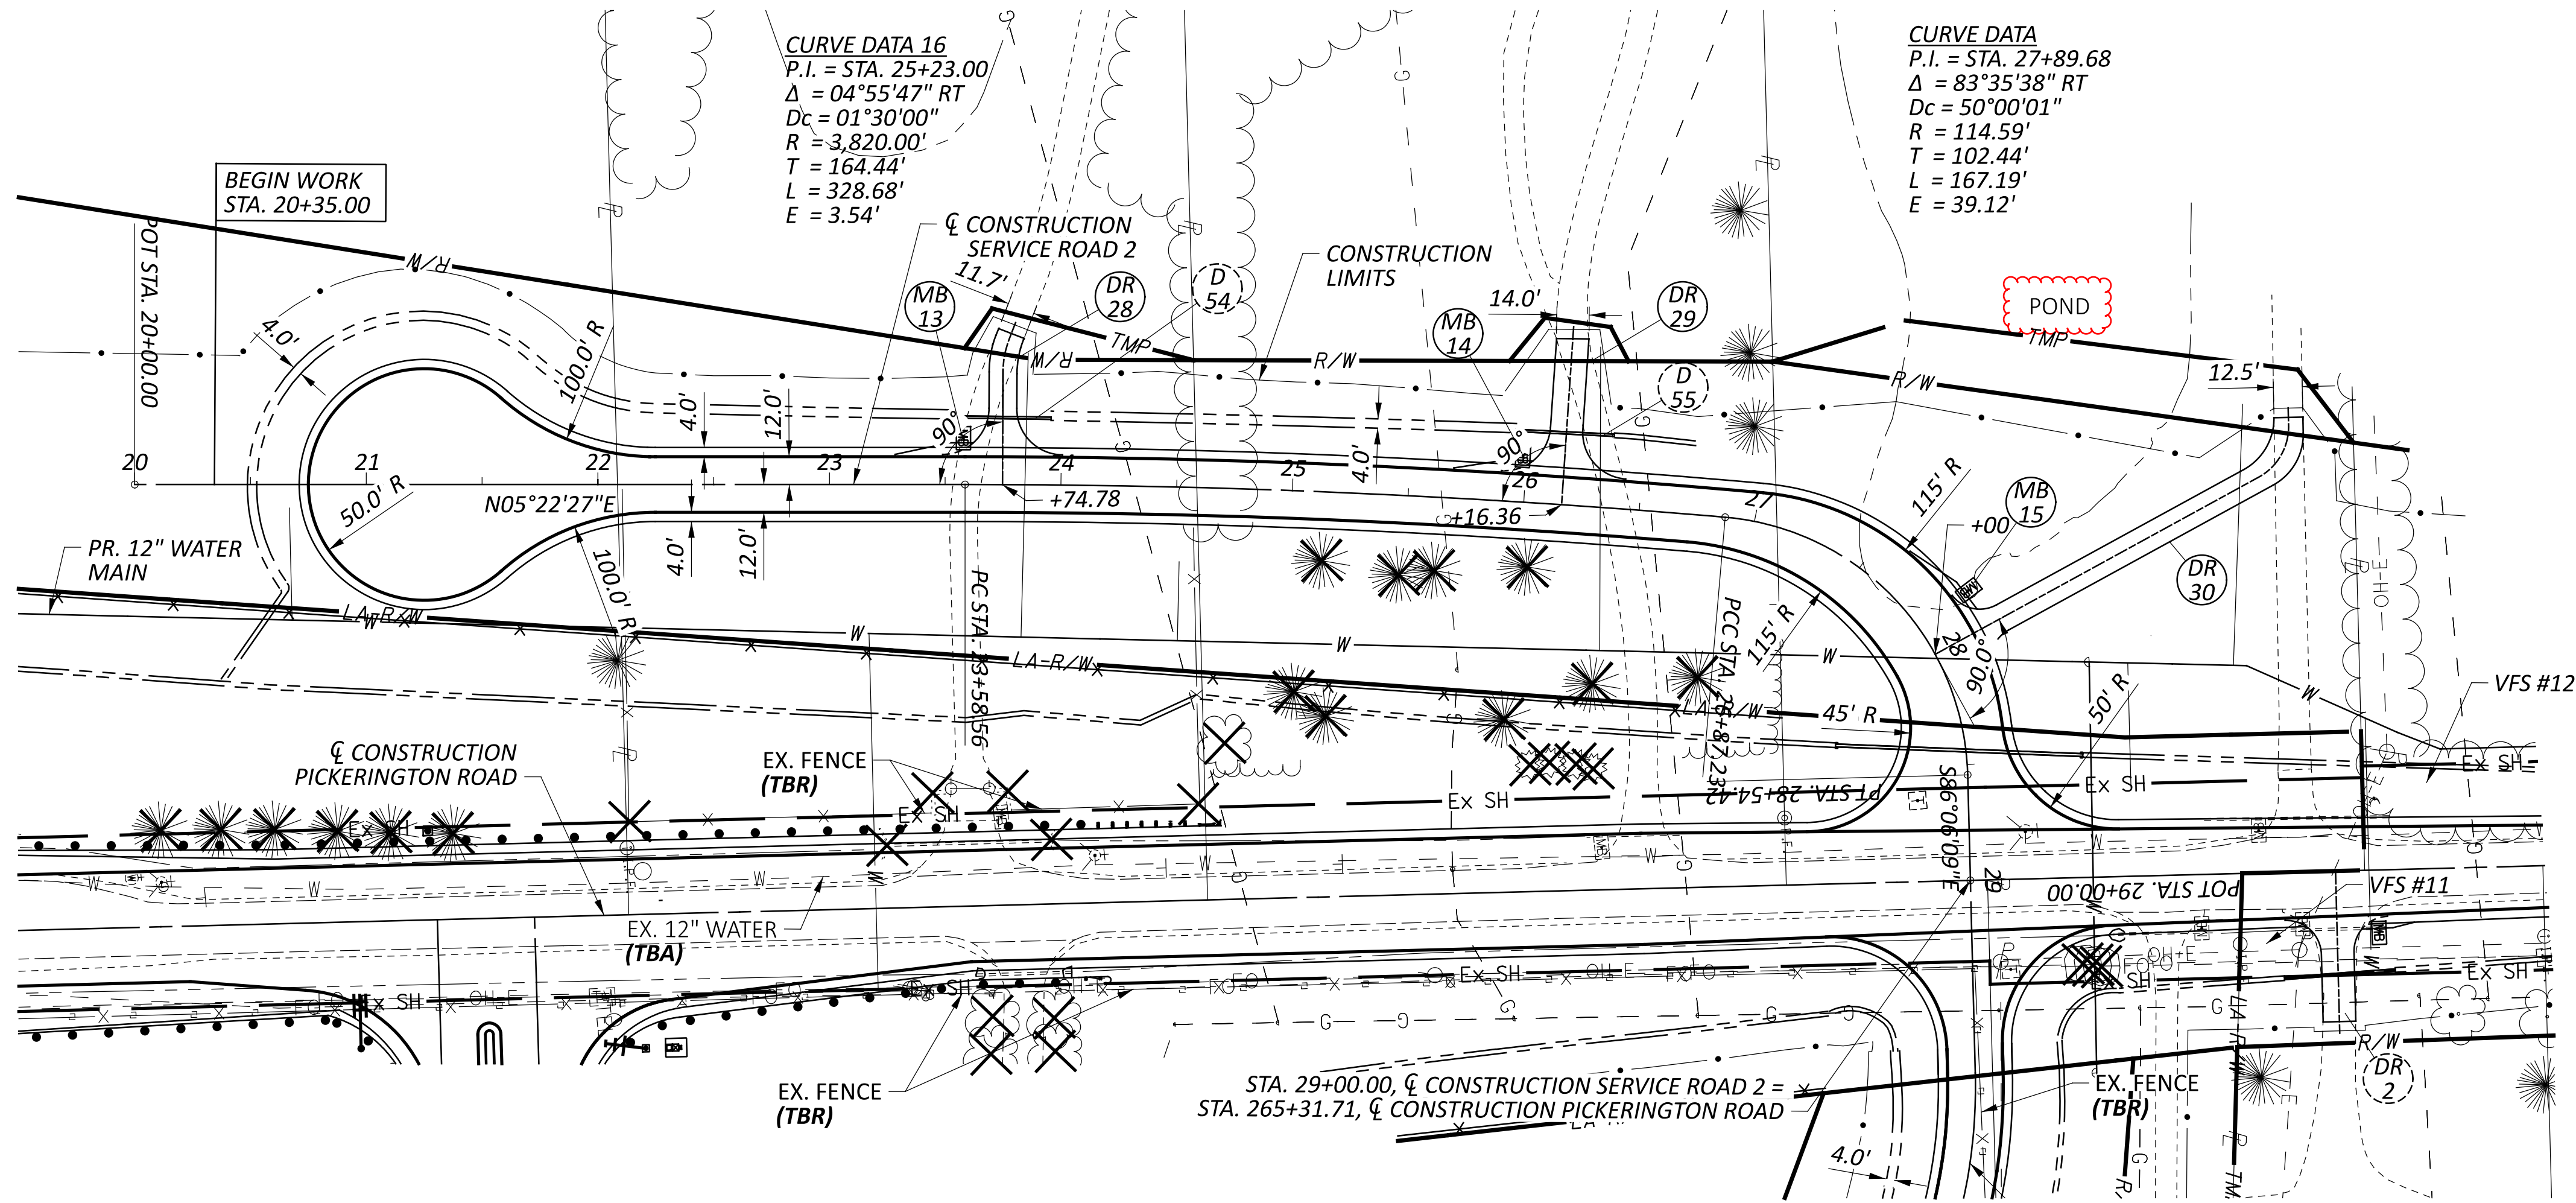 CURVE DATA 16
P.I. = STA. 25+23.00
Δ = 04°55'47" RT
Dc = 01°30'00"
R = 3,820.00'
T = 164.44'
L = 328.68'
E = 3.54'
CURVE DATA
P.I. = STA. 27+89.68
Δ = 83°35'38" RT
Dc = 50°00'01"
R = 114.59'
T = 102.44'
L = 167.19'
E = 39.12'
BEGIN WORK
STA. 20+35.00
POT STA. 20+00.00
R/W
℄ CONSTRUCTION
SERVICE ROAD 2
11.7'
MB
13
DR
28
D
54
CONSTRUCTION
LIMITS
TMP
R/W
R/W
14.0'
MB
14
DR
29
D
55
POND
TMP
R/W
12.5'
4.0'
100.0' R
4.0'
12.0'
90°
4.0'
90°
20
21
22
23
24
25
26
27
28
29
50.0' R
N05°22'27"E
+74.78
+16.36
115' R
+00
MB
15
DR
30
OH-E
PR. 12" WATER
MAIN
4.0'
12.0'
100.0' R
PC STA. 23+58.56
PCC STA. 26+87.23
115' R
90.0°
50' R
45' R
LA-R/W
W
W
W
W
W
W
LA-R/W
LA-R/W
VFS #12
℄ CONSTRUCTION
PICKERINGTON ROAD
EX. FENCE
(TBR)
Ex SH
Ex SH
Ex SH
Ex SH
Ex SH
PT STA. 28+54.42
S86°06'09"E
POT STA. 29+00.00
VFS #11
EX. 12" WATER
(TBA)
Ex SH
Ex SH
Ex SH
Ex SH
OH-E
OH-E
EX. FENCE
(TBR)
STA. 29+00.00, ℄ CONSTRUCTION SERVICE ROAD 2 =
STA. 265+31.71, ℄ CONSTRUCTION PICKERINGTON ROAD
EX. FENCE
(TBR)
R/W
DR
2
4.0'